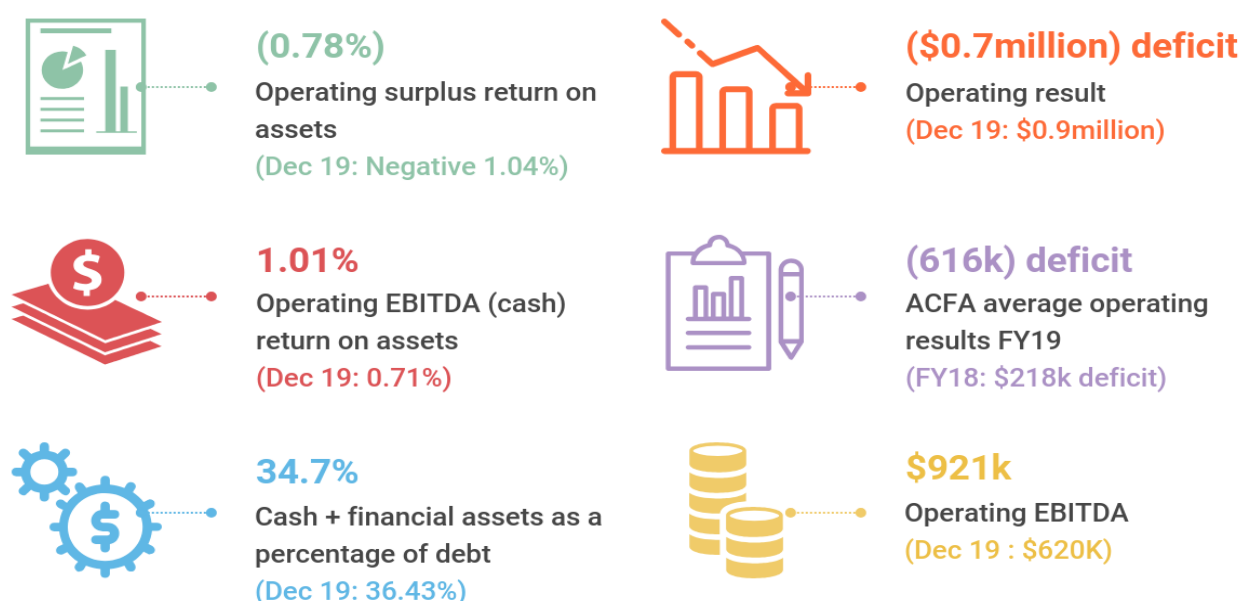 (0.78%)
Operating surplus return on
assets
(Dec 19: Negative 1.04%)
($0.7million) deficit
Operating result
(Dec 19: $0.9million)
$
1.01%
Operating EBITDA (cash)
return on assets
(Dec 19: 0.71%)
(616k) deficit
ACFA average operating
results FY19
(FY18: $218k deficit)
$
34.7%
Cash + financial assets as a
percentage of debt
(Dec 19: 36.43%)
$921k
Operating EBITDA
(Dec 19 : $620K)